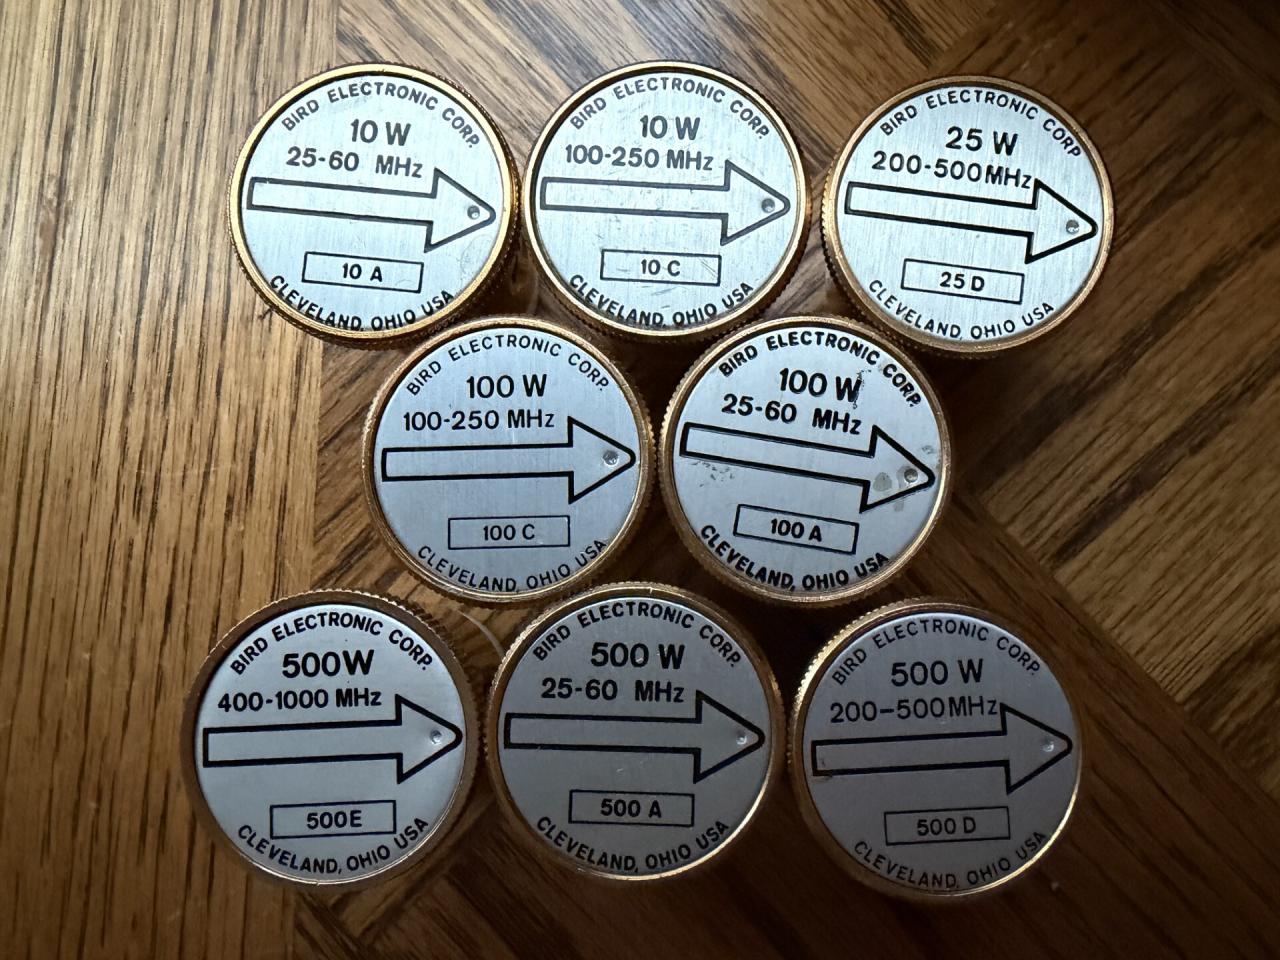 BIRD ELECTRONIC CORP.
10 W
25-60 MHz
10 A
CLEVELAND, OHIO USA
BIRD ELECTRONIC CORP.
10 W
100-250 MHz
10 C
CLEVELAND, OHIO USA
BIRD ELECTRONIC CORP
25 W
200-500MHz
25 D
CLEVELAND, OHIO USA
BIRD ELECTRONIC CORP.
100 W
100-250 MHz
100 C
CLEVELAND, OHIO USA
BIRD ELECTRONIC CORP.
100 W
25-60 MHz
100 A
CLEVELAND, OHIO USA
BIRD ELECTRONIC CORP.
500W
400-1000 MHz
500E
CLEVELAND, OHIO USA
BIRD ELECTRONIC CORP.
500 W
25-60 MHz
500 A
CLEVELAND, OHIO USA
BIRD ELECTRONIC CORP.
500 W
200-500MHz
500 D
CLEVELAND, OHIO USA